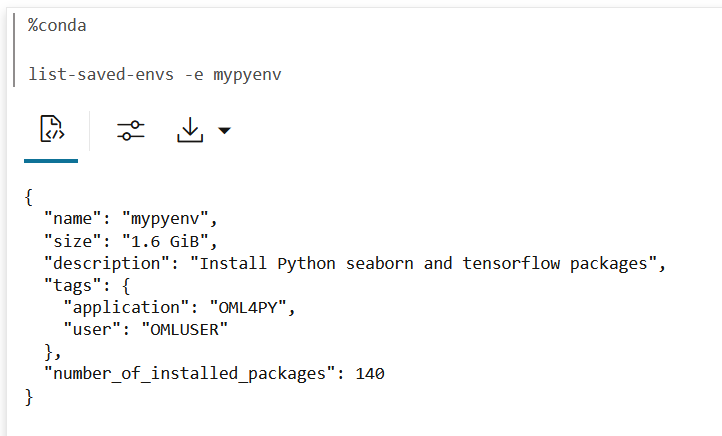 %conda
list-saved-envs -e mypyenv
{
  "name": "mypyenv",
  "size": "1.6 GiB",
  "description": "Install Python seaborn and tensorflow packages",
  "tags": {
    "application": "OML4PY",
    "user": "OMLUSER"
  },
  "number_of_installed_packages": 140
}